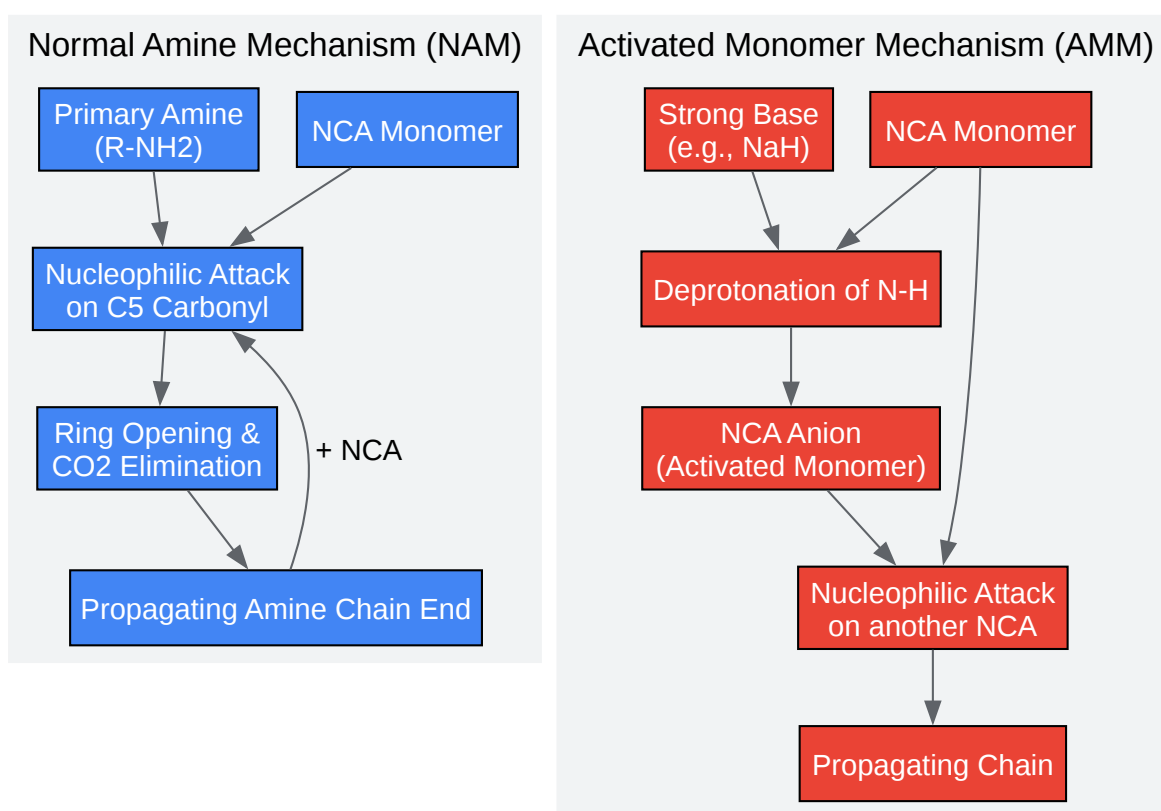 Normal Amine Mechanism (NAM)
Primary Amine
(R-NH2)
NCA Monomer
Nucleophilic Attack
on C5 Carbonyl
Ring Opening &
CO2 Elimination
+ NCA
Propagating Amine Chain End
Activated Monomer Mechanism (AMM)
Strong Base
(e.g., NaH)
NCA Monomer
Deprotonation of N-H
NCA Anion
(Activated Monomer)
Nucleophilic Attack
on another NCA
Propagating Chain